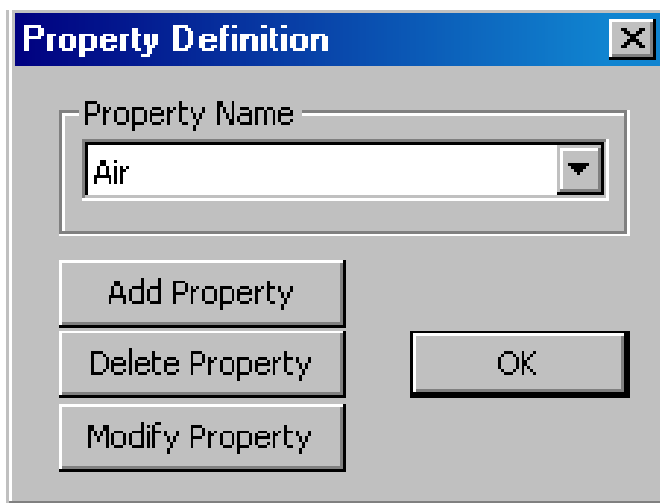 Property Definition
Property Name
Air
Add Property
Delete Property
OK
Modify Property